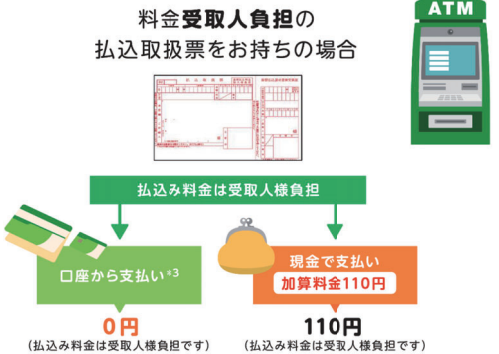 料金受取人負担の
払込取扱票をお持ちの場合
ATM
払込み料金は受取人様負担
口座から支払い※3
現金で支払い
加算料金110円
0円
(払込み料金は受取人様負担です)
110円
(払込み料金は受取人様負担です)